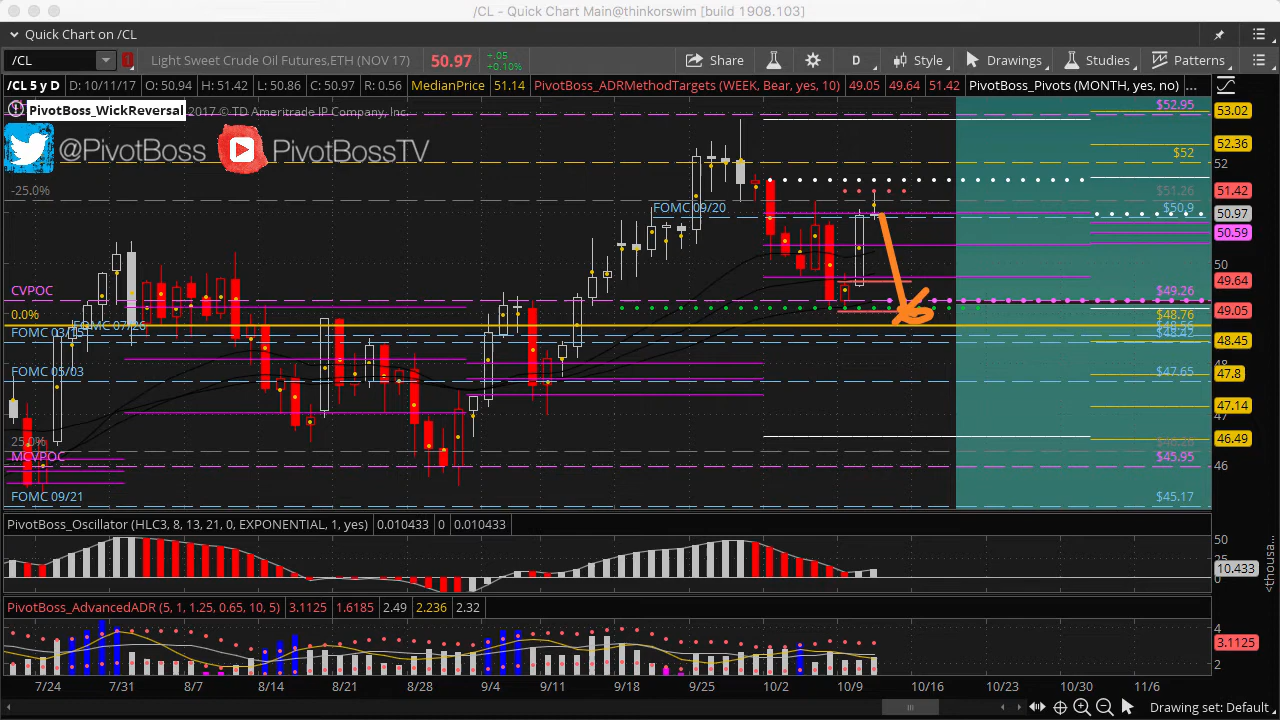 /CL - Quick Chart Main@thinkorswim [build 1908.103]
Quick Chart on /CL
/CL Light Sweet Crude Oil Futures,ETH (NOV 17) 50.97 +.05 +0.10% Share D Style Drawings Studies Patterns
/CL 5 y D D: 10/11/17 O: 50.94 H: 51.42 L: 50.86 C: 50.97 R: 0.56 MedianPrice 51.14 PivotBoss_ADRMethodTargets (WEEK, Bear, yes, 10) 49.05 49.64 51.42 PivotBoss_Pivots (MONTH, yes, no) ...
PivotBoss_WickReversal 2017 © TD Ameritrade IP Company, Inc.
@PivotBoss PivotBossTV
$52.95
53.02
52.36
$52
52
-25.0%
$51.26
51.42
FOMC 09/20
$50.9
50.97
50.59
50
49.64
CVPOC
$49.26
49.05
0.0%
$48.76
FOMC 07/26
FOMC 03/15
48.45
48
FOMC 05/03
$47.65
47.8
47.14
47
25.0%
46.49
MCVPOC
$45.95
46
FOMC 09/21
$45.17
PivotBoss_Oscillator (HLC3, 8, 13, 21, 0, EXPONENTIAL, 1, yes) 0.010433 0 0.010433
50
25
10.433
0
<thousa...
PivotBoss_AdvancedADR (5, 1, 1.25, 0.65, 10, 5) 3.1125 1.6185 2.49 2.236 2.32
4
3.1125
2
7/24 7/31 8/7 8/14 8/21 8/28 9/4 9/11 9/18 9/25 10/2 10/9 10/16 10/23 10/30 11/6
Drawing set: Default